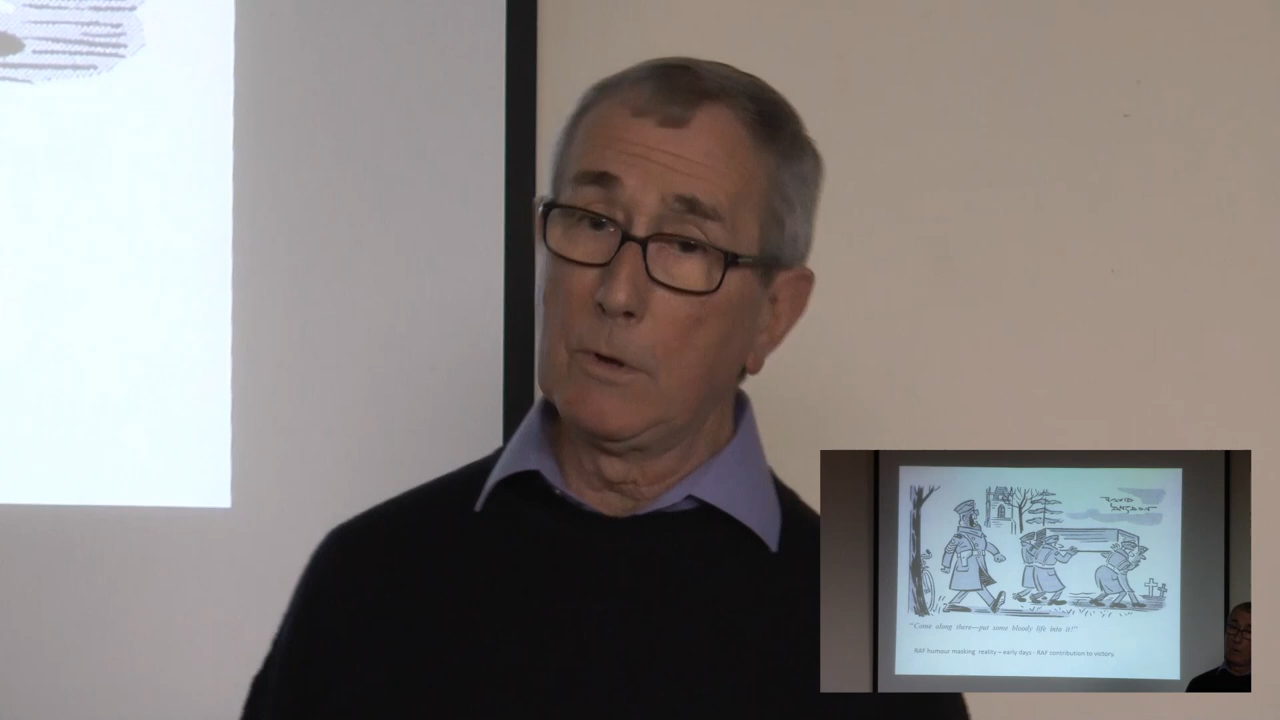 DAVID
LANGDON
"Come along there—put some bloody life into it!"
RAF humour masking reality – early days - RAF contribution to victory.